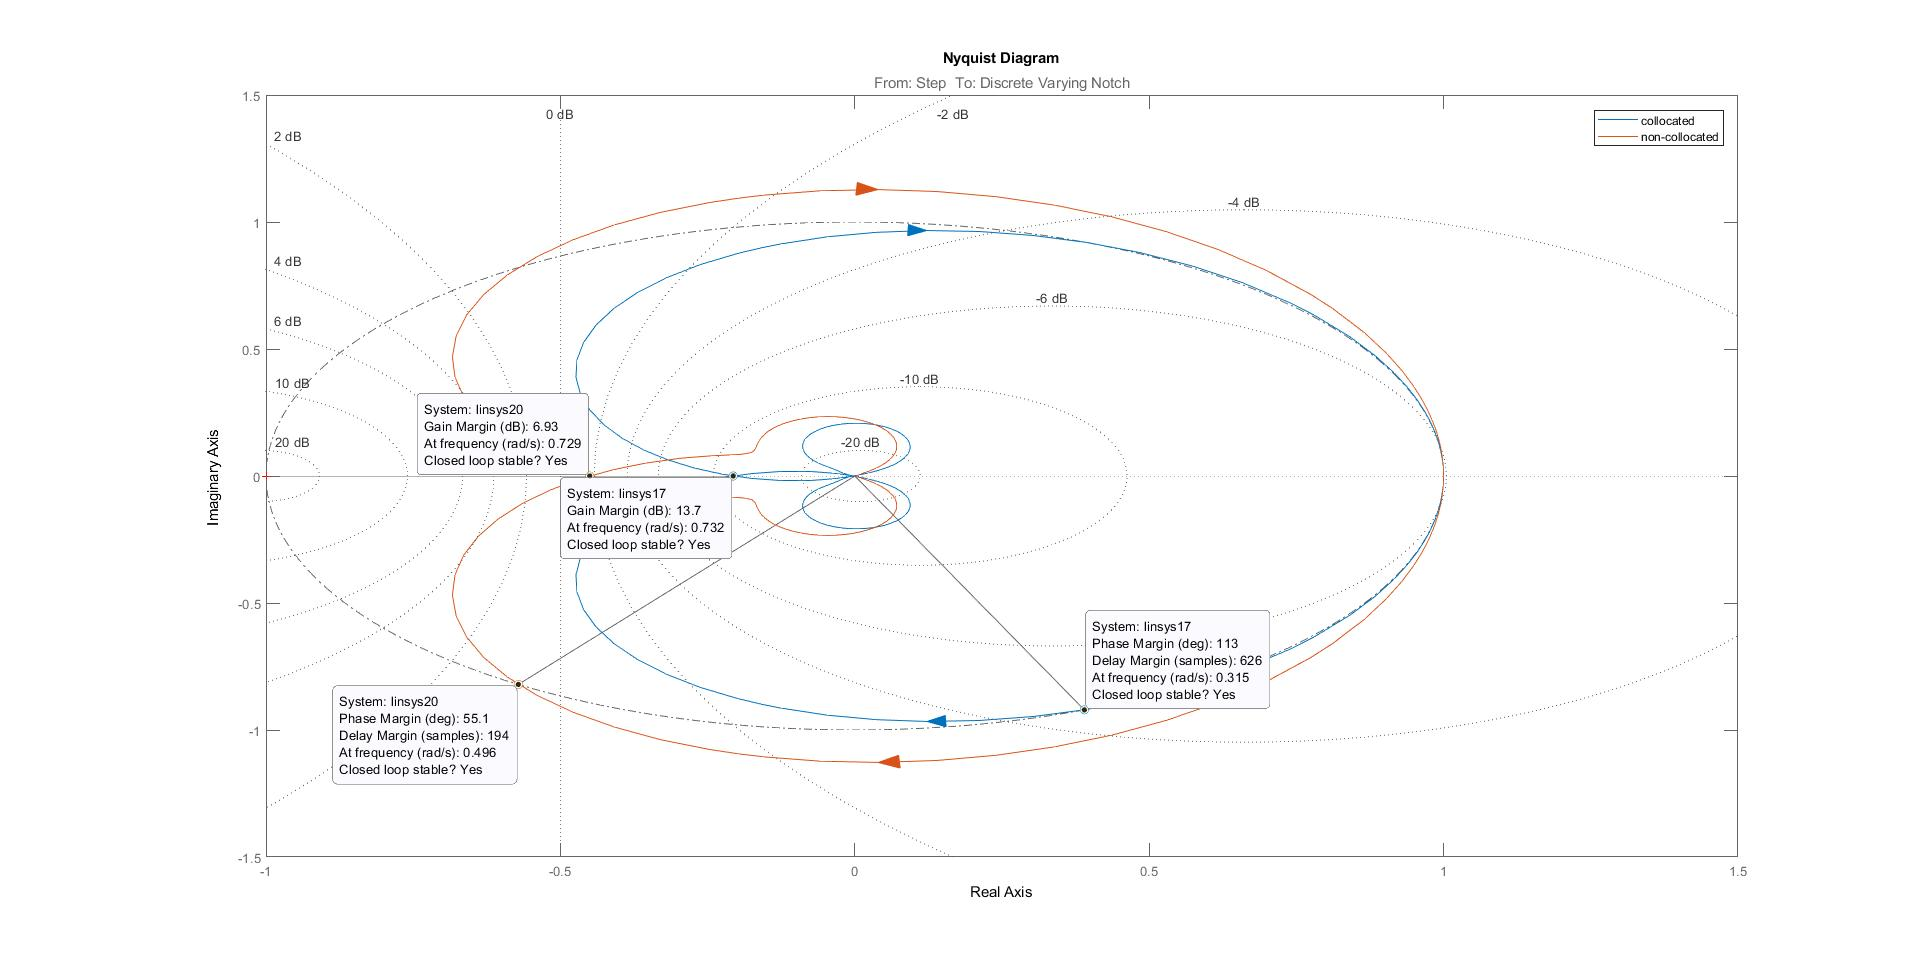 Nyquist Diagram
From: Step  To: Discrete Varying Notch
1.5
1
0.5
0
-0.5
-1
-1.5
Imaginary Axis
-1
-0.5
0
0.5
1
1.5
Real Axis
collocated
non-collocated
0 dB
-2 dB
2 dB
-4 dB
4 dB
-6 dB
6 dB
-10 dB
10 dB
-20 dB
20 dB
System: linsys20
Gain Margin (dB): 6.93
At frequency (rad/s): 0.729
Closed loop stable? Yes
System: linsys17
Gain Margin (dB): 13.7
At frequency (rad/s): 0.732
Closed loop stable? Yes
System: linsys17
Phase Margin (deg): 113
Delay Margin (samples): 626
At frequency (rad/s): 0.315
Closed loop stable? Yes
System: linsys20
Phase Margin (deg): 55.1
Delay Margin (samples): 194
At frequency (rad/s): 0.496
Closed loop stable? Yes